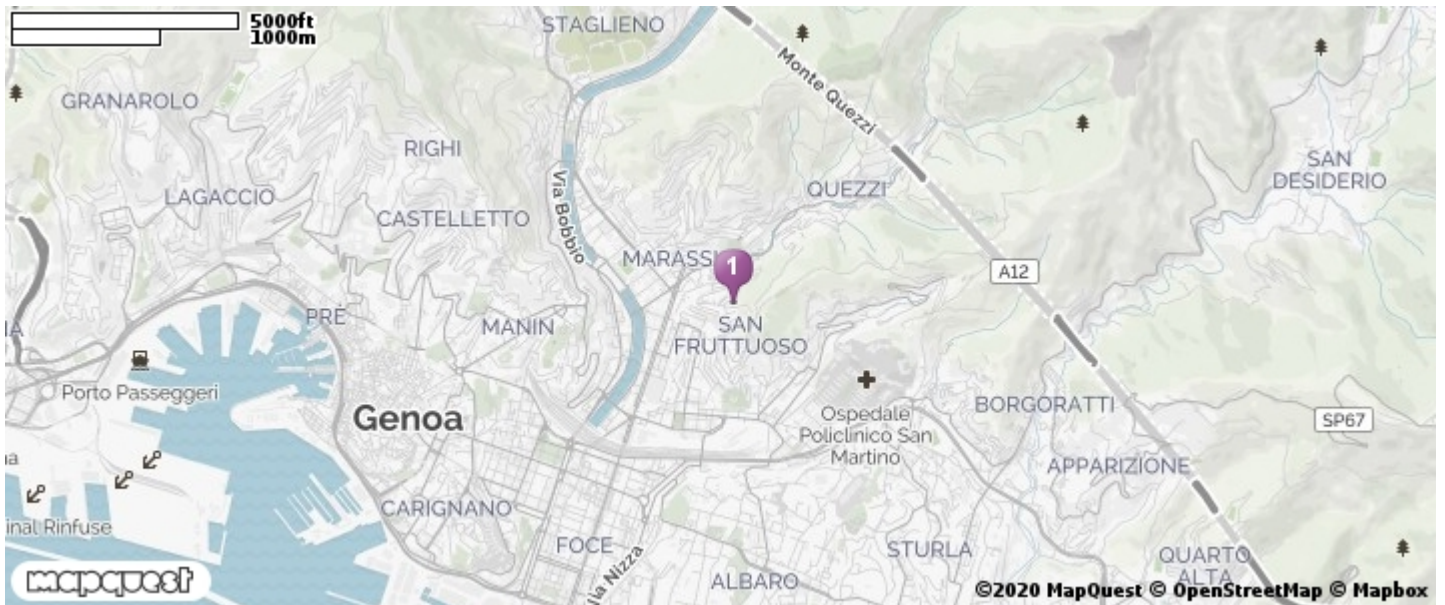 5000ft
1000m
STAGLIENO
Monte Quezzi
GRANAROLO
RIGHI
SAN
DESIDERIO
LAGACCIO
QUEZZI
CASTELLETTO
Via Bobbio
MARASSI
1
A12
PRÈ
MANIN
SAN
FRUTTUOSO
Porto Passeggeri
Genoa
BORGORATTI
SP67
Ospedale
Policlinico San
Martino
APPARIZIONE
CARIGNANO
inal Rinfuse
FOCE
STURLA
QUARTO
ALTA
Nizza
ALBARO
mapquest
©2020 MapQuest © OpenStreetMap © Mapbox